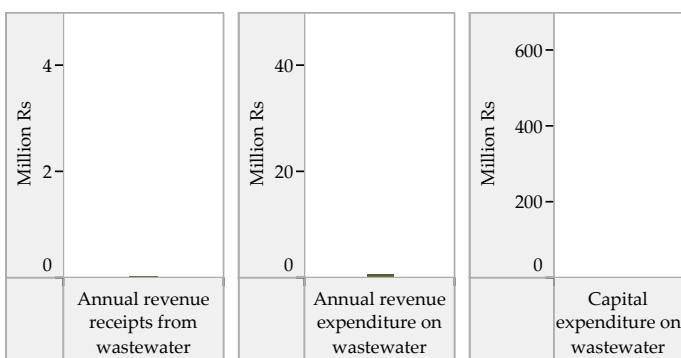 Million Rs
4
2
0
Annual revenue
receipts from
wastewater
Million Rs
40
20
0
Annual revenue
expenditure on
wastewater
Million Rs
600
400
200
0
Capital
expenditure on
wastewater